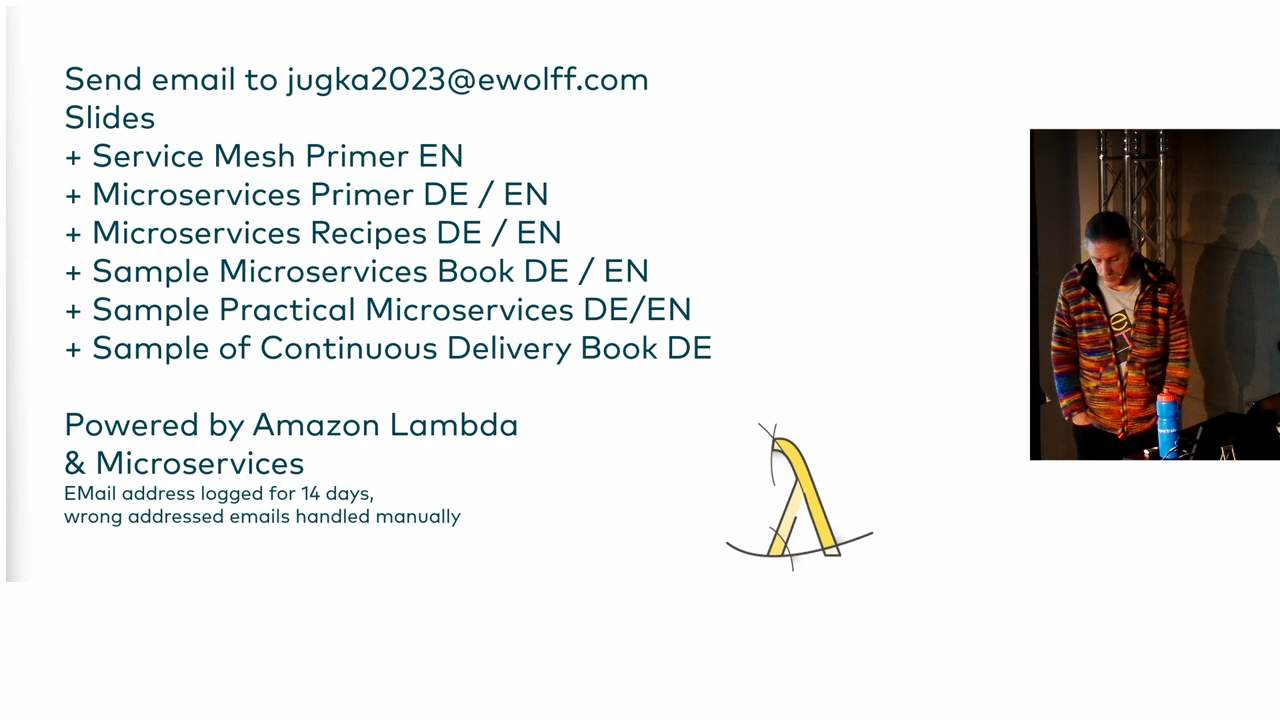 Send email to jugka2023@ewolff.com
Slides
+ Service Mesh Primer EN
+ Microservices Primer DE / EN
+ Microservices Recipes DE / EN
+ Sample Microservices Book DE / EN
+ Sample Practical Microservices DE/EN
+ Sample of Continuous Delivery Book DE
Powered by Amazon Lambda
& Microservices
EMail address logged for 14 days,
wrong addressed emails handled manually